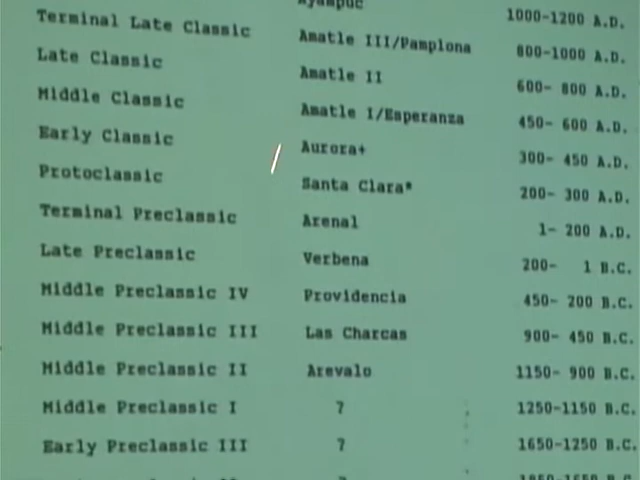 Ayampuc 1000-1200 A.D.
Terminal Late Classic Amatle III/Pamplona 800-1000 A.D.
Late Classic Amatle II 600- 800 A.D.
Middle Classic Amatle I/Esperanza 450- 600 A.D.
Early Classic Aurora+ 300- 450 A.D.
Protoclassic Santa Clara* 200- 300 A.D.
Terminal Preclassic Arenal 1- 200 A.D.
Late Preclassic Verbena 200- 1 B.C.
Middle Preclassic IV Providencia 450- 200 B.C.
Middle Preclassic III Las Charcas 900- 450 B.C.
Middle Preclassic II Arevalo 1150- 900 B.C.
Middle Preclassic I ? 1250-1150 B.C.
Early Preclassic III ? 1650-1250 B.C.